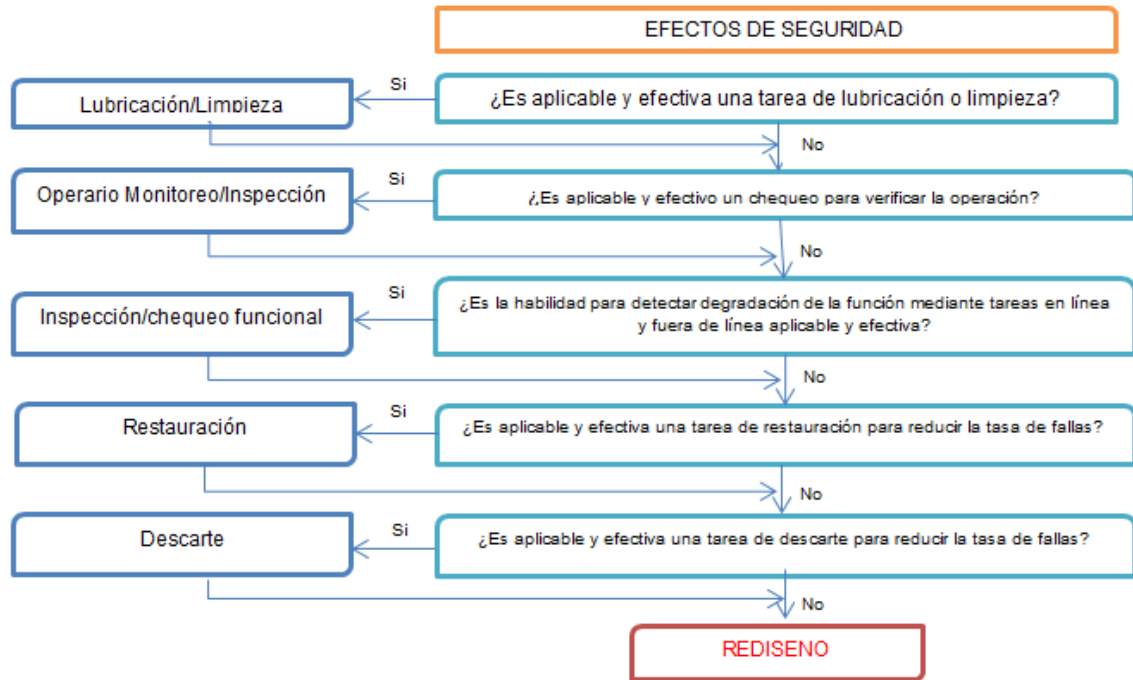 EFECTOS DE SEGURIDAD
Si
Lubricación/Limpieza
¿Es aplicable y efectiva una tarea de lubricación o limpieza?
No
Si
Operario Monitoreo/Inspección
¿Es aplicable y efectivo un chequeo para verificar la operación?
No
Si
Inspección/chequeo funcional
¿Es la habilidad para detectar degradación de la función mediante tareas en línea
y fuera de línea aplicable y efectiva?
No
Si
Restauración
¿Es aplicable y efectiva una tarea de restauración para reducir la tasa de fallas?
No
Si
Descarte
¿Es aplicable y efectiva una tarea de descarte para reducir la tasa de fallas?
No
REDISENO